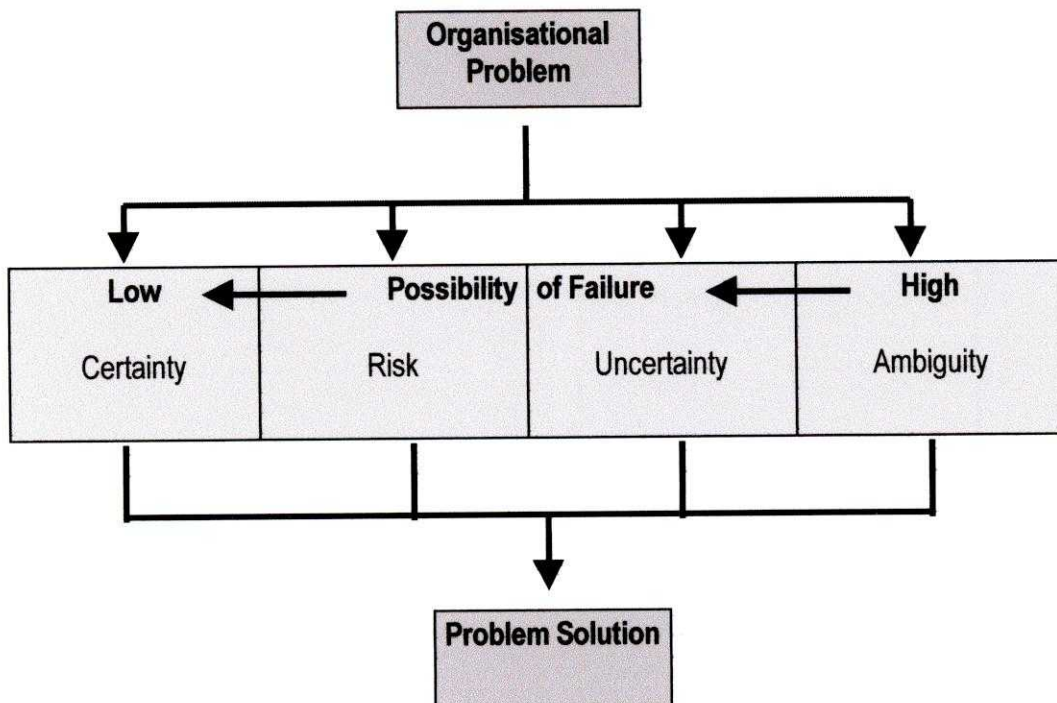 Organisational
Problem
Low Possibility of Failure High
Certainty Risk Uncertainty Ambiguity
Problem Solution